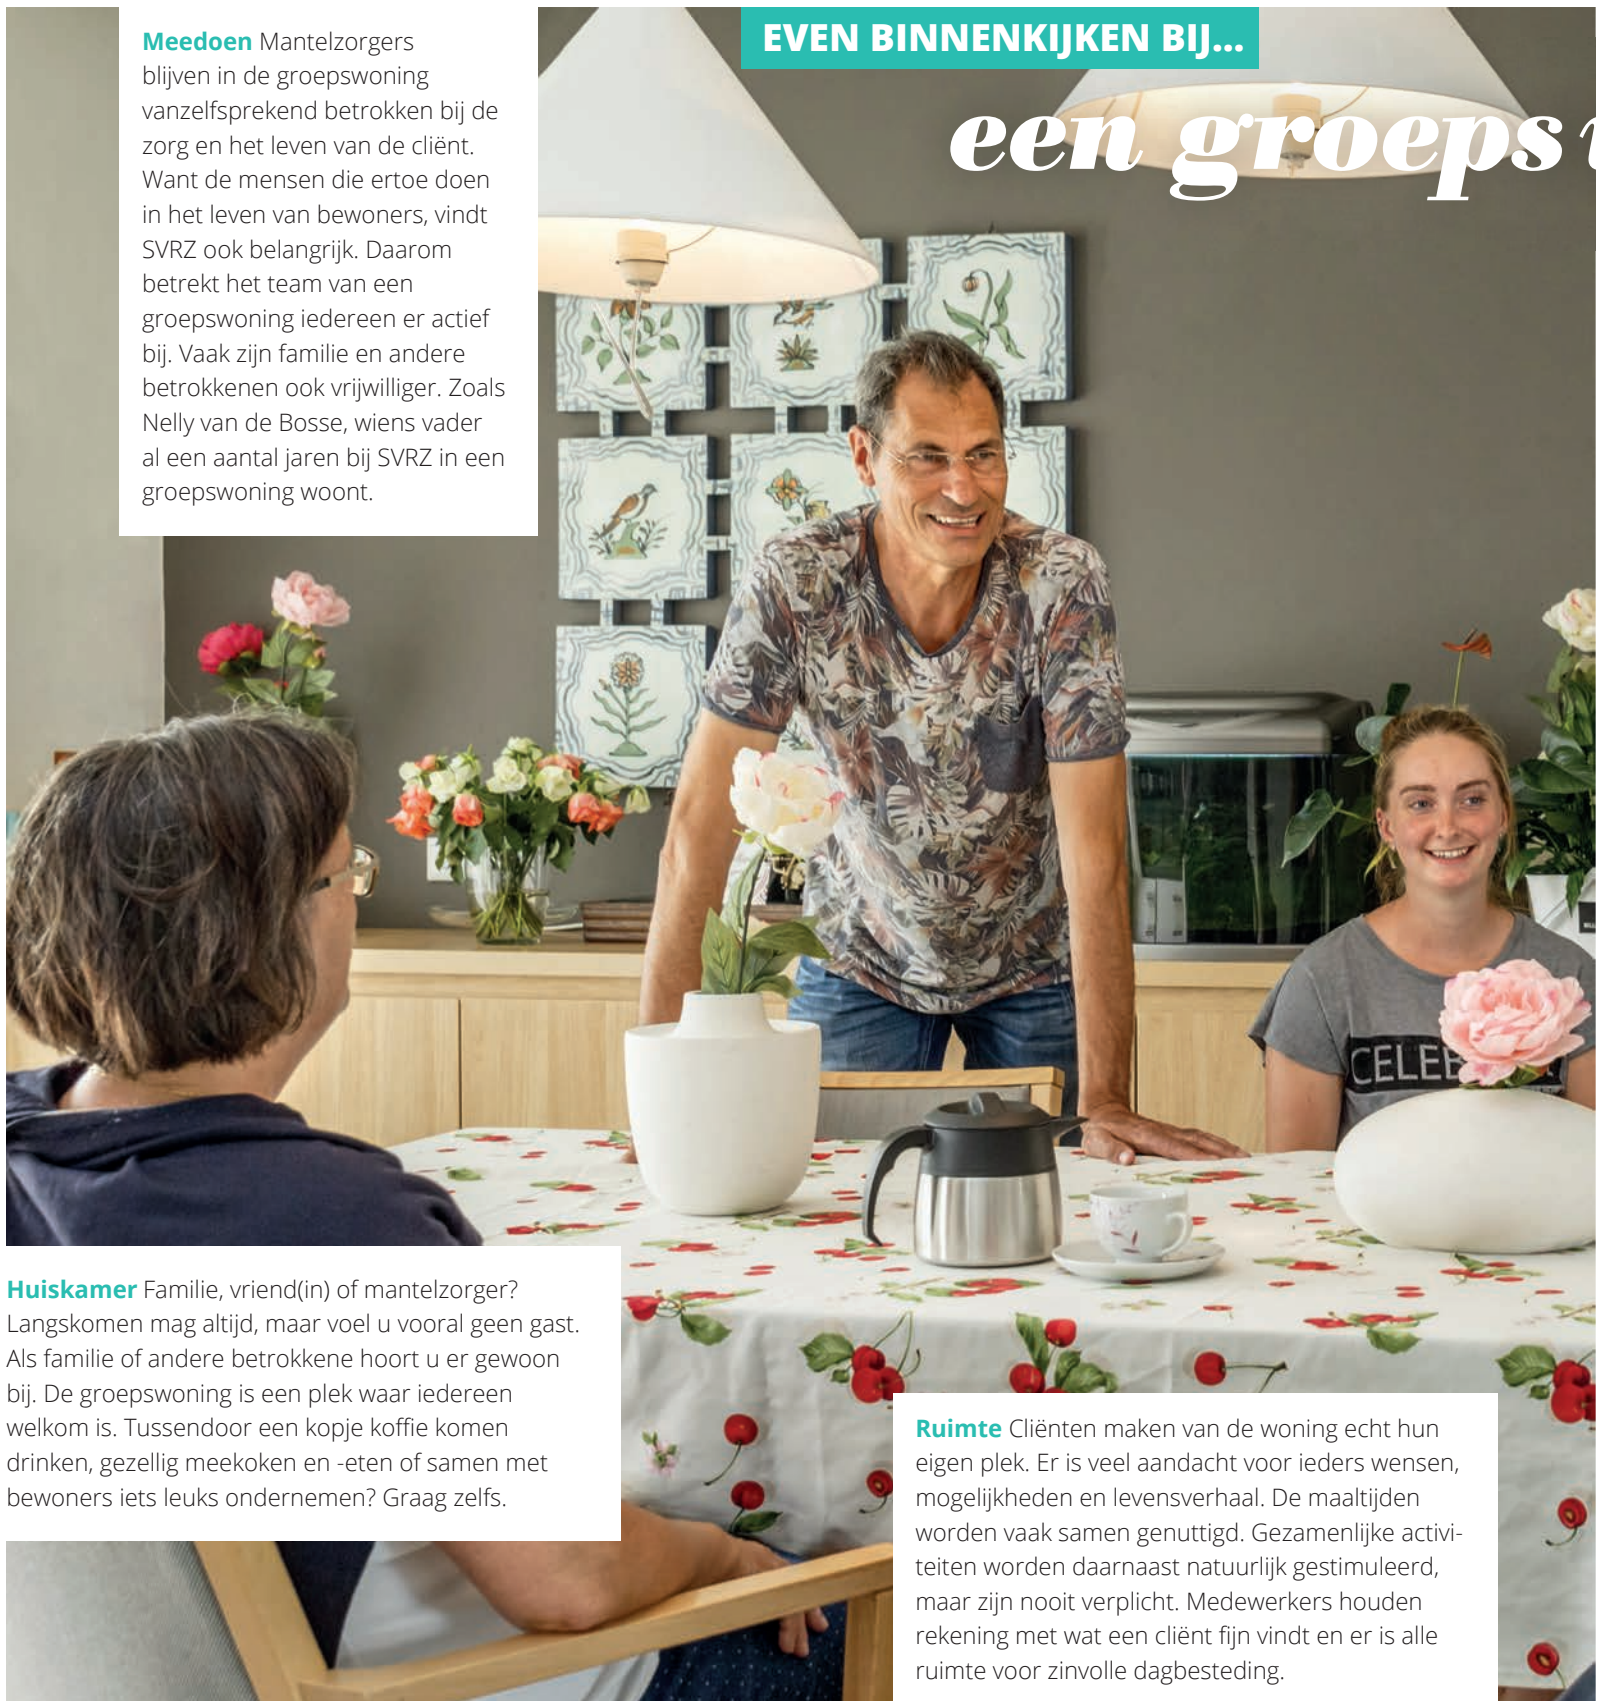 EVEN BINNENKIJKEN BIJ...
een groeps
Meedoen Mantelzorgers
blijven in de groepswoning
vanzelfsprekend betrokken bij de
zorg en het leven van de cliënt.
Want de mensen die ertoe doen
in het leven van bewoners, vindt
SVRZ ook belangrijk. Daarom
betrekt het team van een
groepswoning iedereen er actief
bij. Vaak zijn familie en andere
betrokkenen ook vrijwilliger. Zoals
Nelly van de Bosse, wiens vader
al een aantal jaren bij SVRZ in een
groepswoning woont.
CELEB
Huiskamer Familie, vriend(in) of mantelzorger?
Langskomen mag altijd, maar voel u vooral geen gast.
Als familie of andere betrokkene hoort u er gewoon
bij. De groepswoning is een plek waar iedereen
welkom is. Tussendoor een kopje koffie komen
drinken, gezellig meekoken en -eten of samen met
bewoners iets leuks ondernemen? Graag zelfs.
Ruimte Cliënten maken van de woning echt hun
eigen plek. Er is veel aandacht voor ieders wensen,
mogelijkheden en levensverhaal. De maaltijden
worden vaak samen genuttigd. Gezamenlijke activi-
teiten worden daarnaast natuurlijk gestimuleerd,
maar zijn nooit verplicht. Medewerkers houden
rekening met wat een cliënt fijn vindt en er is alle
ruimte voor zinvolle dagbesteding.